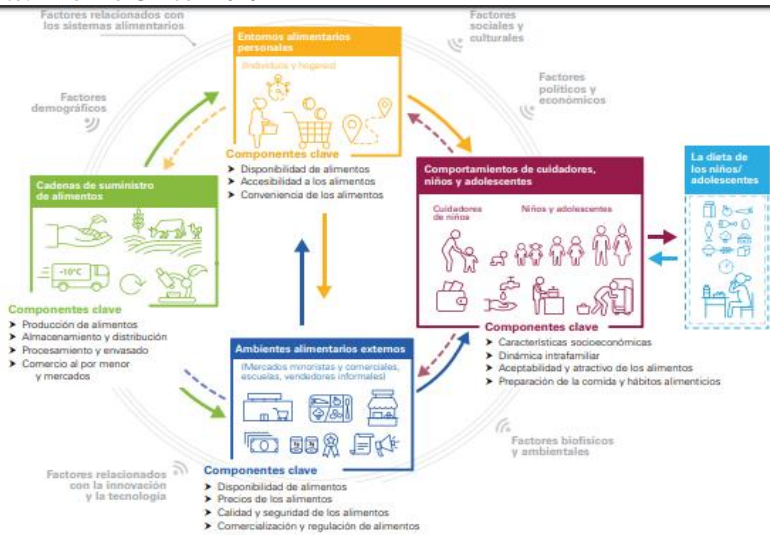 Factores relacionados con
los sistemas alimentarios
Factores
sociales y
culturales
Factores
demográficos
Factores
políticos y
económicos
Entornos alimentarios
personales
(individuos y hogares)
Componentes clave
➤ Disponibilidad de alimentos
➤ Accesibilidad a los alimentos
➤ Conveniencia de los alimentos
Cadenas de suministro
de alimentos
-10°C
Componentes clave
➤ Producción de alimentos
➤ Almacenamiento y distribución
➤ Procesamiento y envasado
➤ Comercio al por menor
y mercados
Comportamientos de cuidadores,
niños y adolescentes
Cuidadores
de niños
Niños y adolescentes
Componentes clave
➤ Características socioeconómicas
➤ Dinámica intrafamiliar
➤ Aceptabilidad y atractivo de los alimentos
➤ Preparación de la comida y hábitos alimenticios
La dieta de
los niños/
adolescentes
Ambientes alimentarios externos
(Mercados minoristas y comerciales,
escuelas, vendedores informales)
Componentes clave
➤ Disponibilidad de alimentos
➤ Precios de los alimentos
➤ Calidad y seguridad de los alimentos
➤ Comercialización y regulación de alimentos
Factores relacionados
con la innovación
y la tecnología
Factores biofísicos
y ambientales